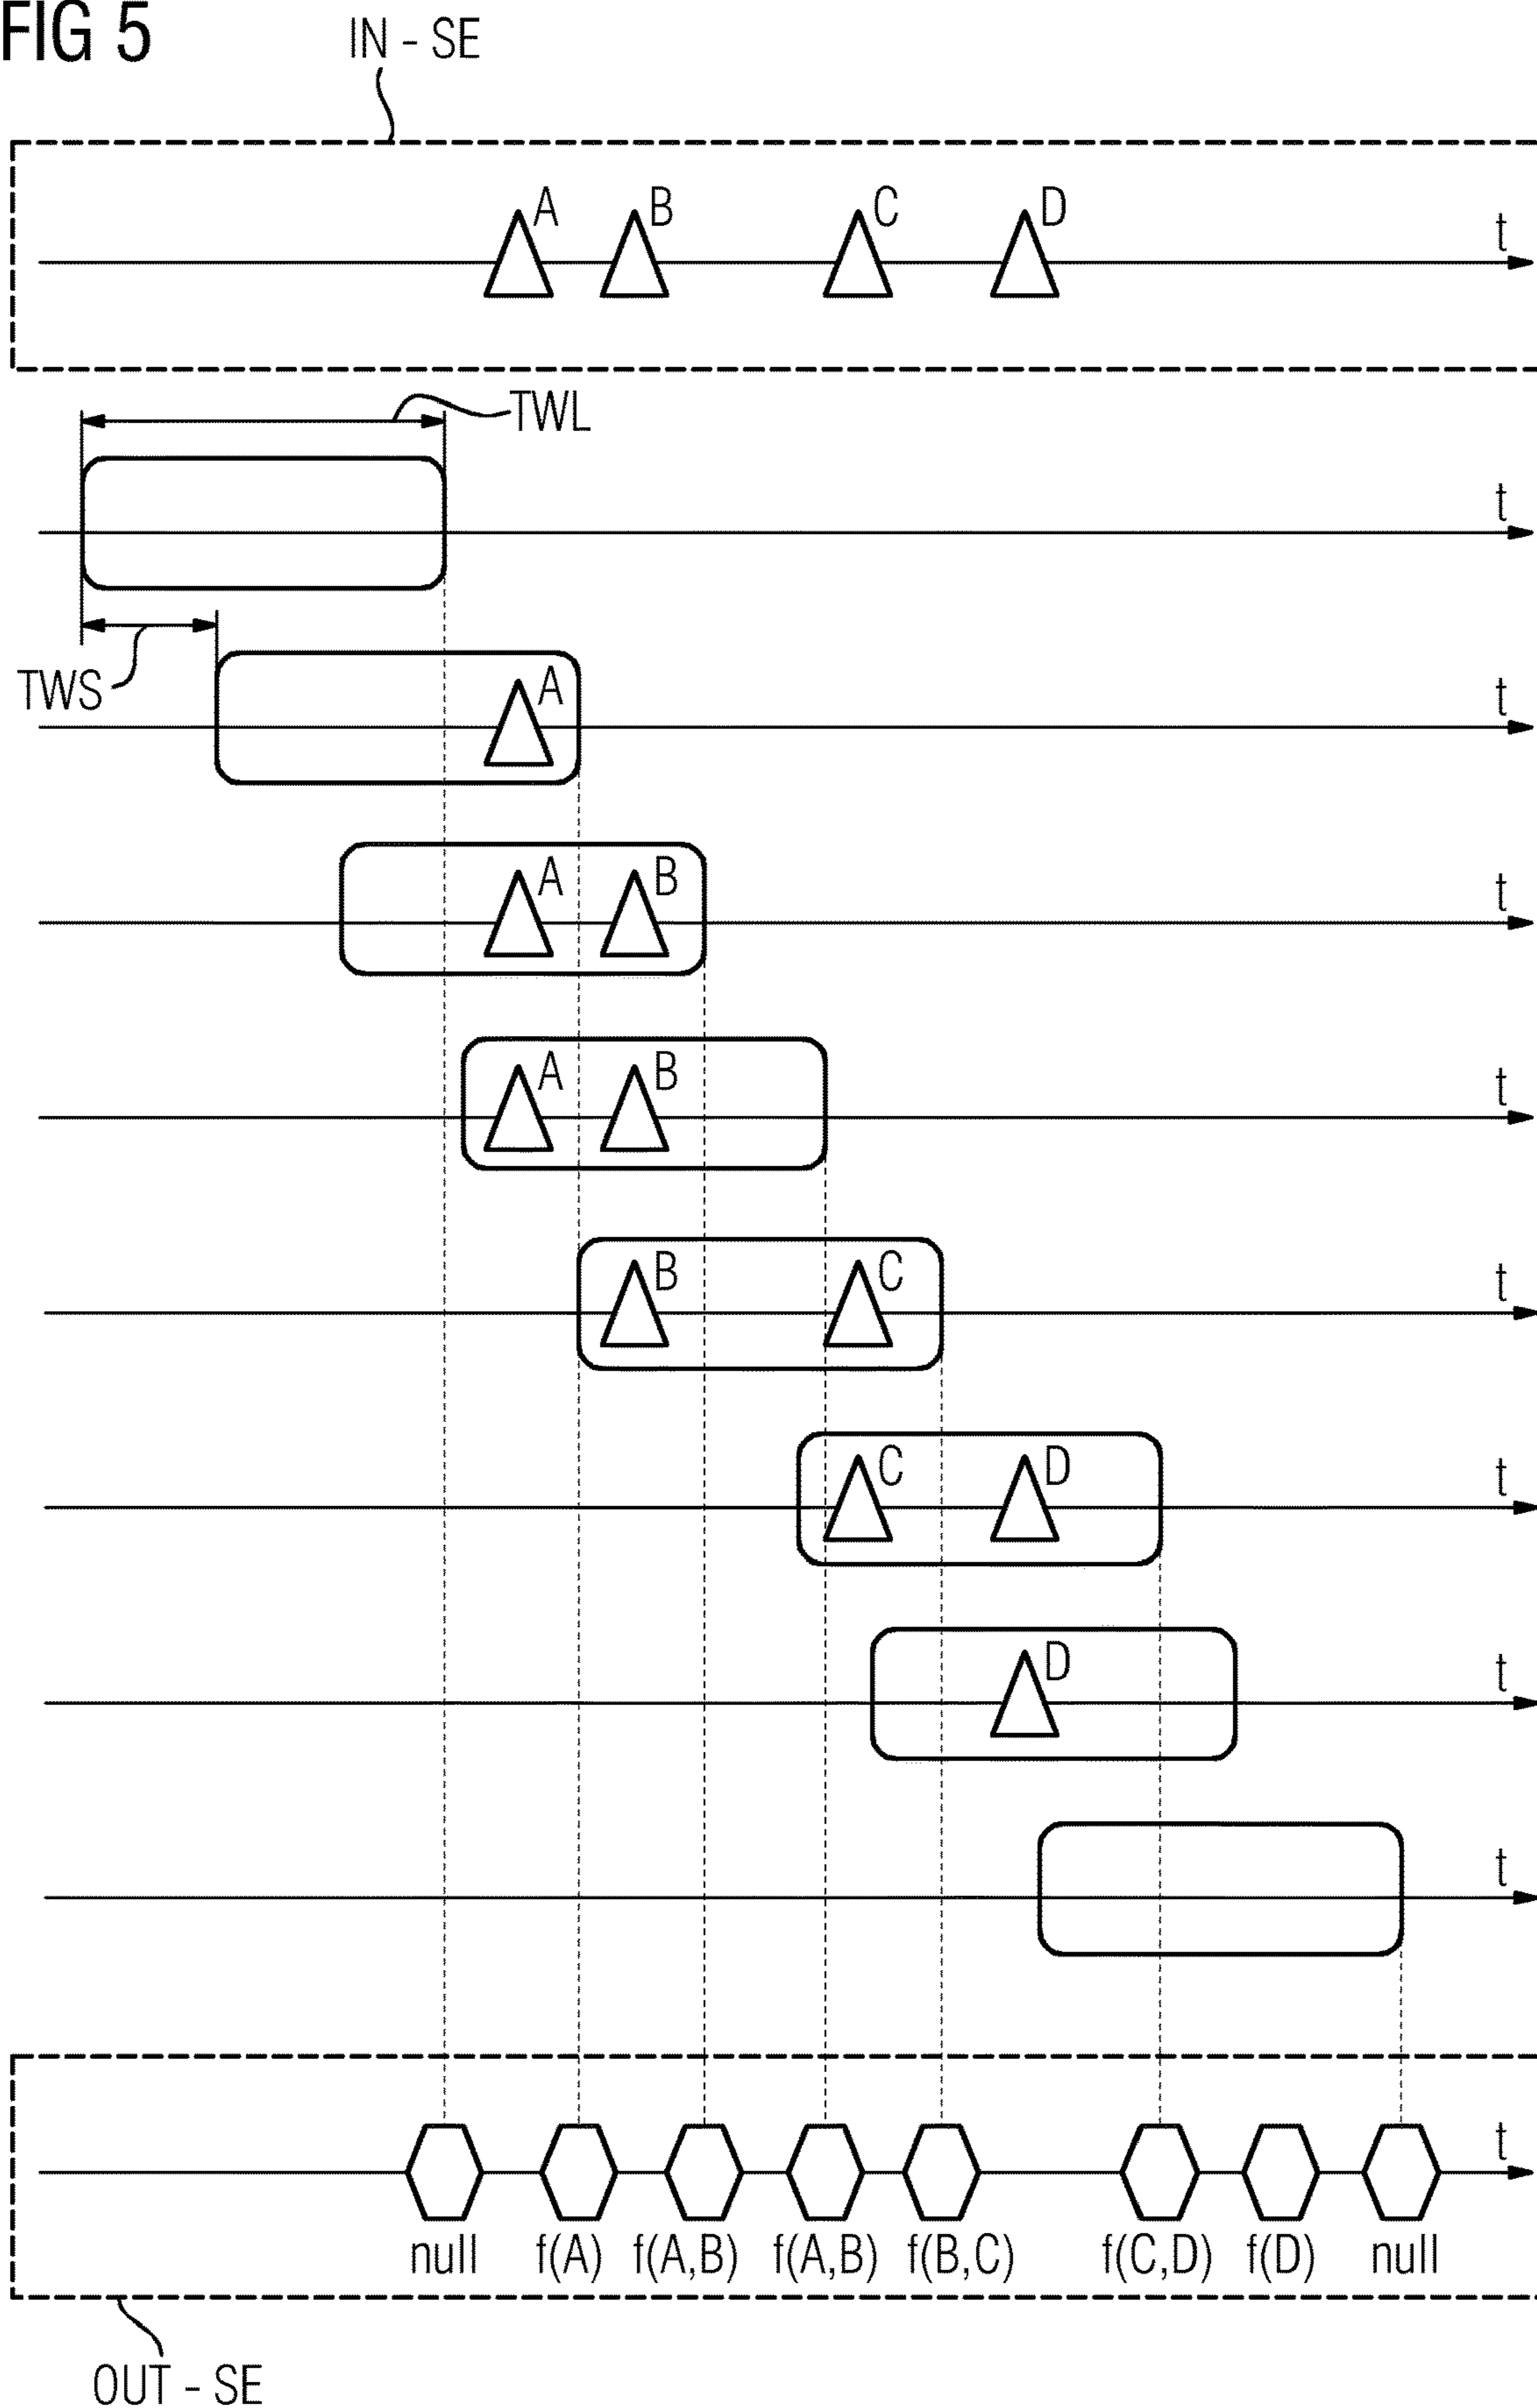 FIG 5
IN - SE
A B C D t
TWL
t
TWS
A t
A B t
A B t
B C t
C D t
D t
t
t
null f(A) f(A,B) f(A,B) f(B,C) f(C,D) f(D) null
OUT - SE